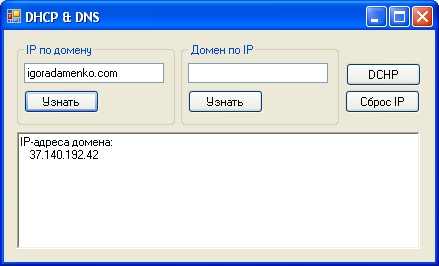 DHCP & DNS
IP по домену
igoradamenko.com
Узнать
Домен по IP
Узнать
DCHP
Сброс IP
IP-адреса домена:
37.140.192.42